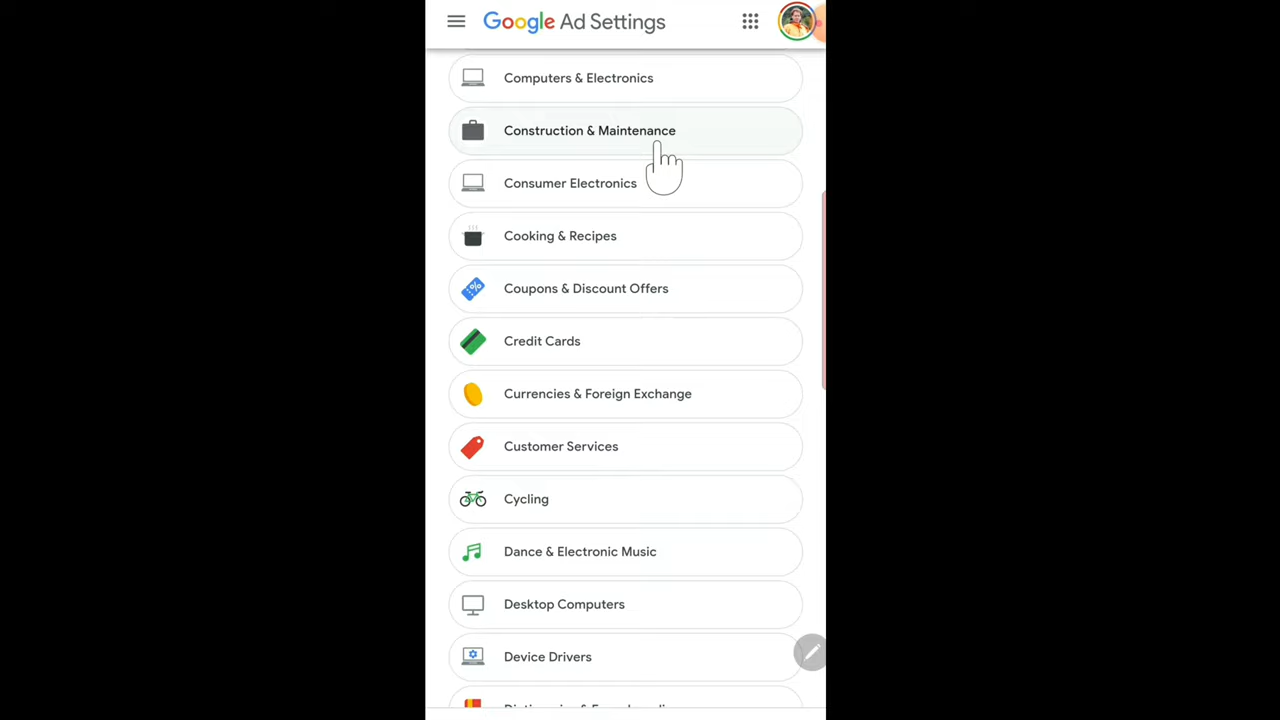 Google Ad Settings
Computers & Electronics
Construction & Maintenance
Consumer Electronics
Cooking & Recipes
Coupons & Discount Offers
Credit Cards
Currencies & Foreign Exchange
Customer Services
Cycling
Dance & Electronic Music
Desktop Computers
Device Drivers